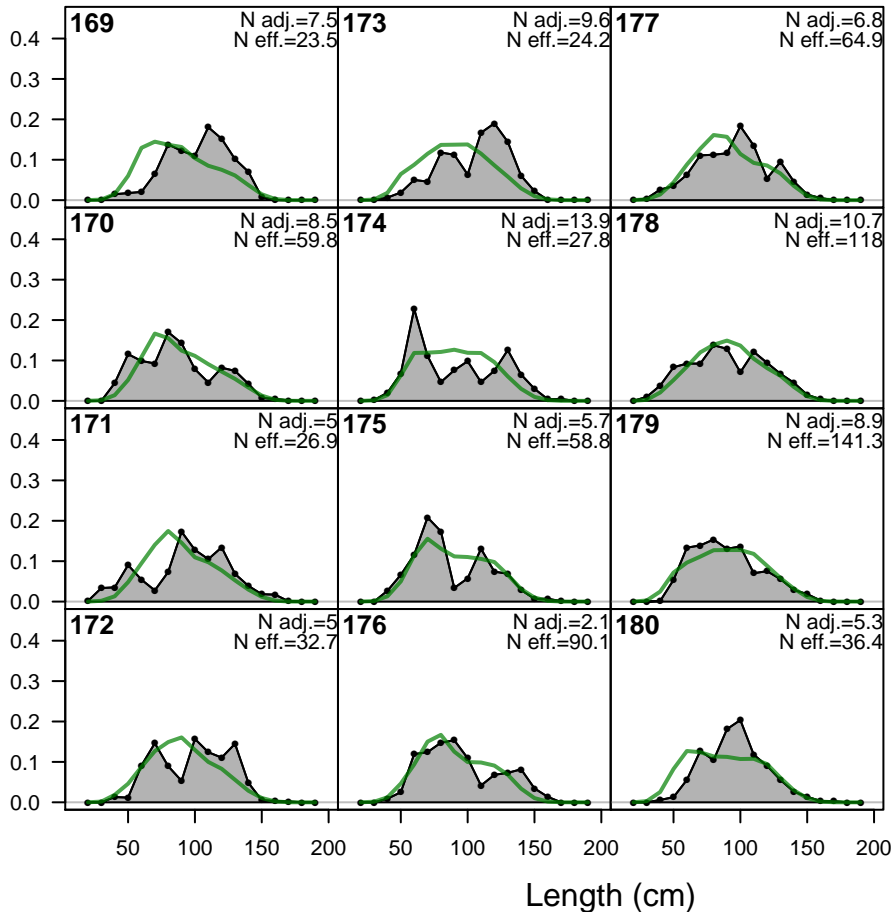 169
N adj.=7.5
N eff.=23.5
173
N adj.=9.6
N eff.=24.2
177
N adj.=6.8
N eff.=64.9
0.4
0.3
0.2
0.1
0.0
170
N adj.=8.5
N eff.=59.8
174
N adj.=13.9
N eff.=27.8
178
N adj.=10.7
N eff.=118
0.4
0.3
0.2
0.1
0.0
171
N adj.=5
N eff.=26.9
175
N adj.=5.7
N eff.=58.8
179
N adj.=8.9
N eff.=141.3
0.4
0.3
0.2
0.1
0.0
172
N adj.=5
N eff.=32.7
176
N adj.=2.1
N eff.=90.1
180
N adj.=5.3
N eff.=36.4
0.4
0.3
0.2
0.1
0.0
50 100 150 200
50 100 150 200
50 100 150 200
Length (cm)